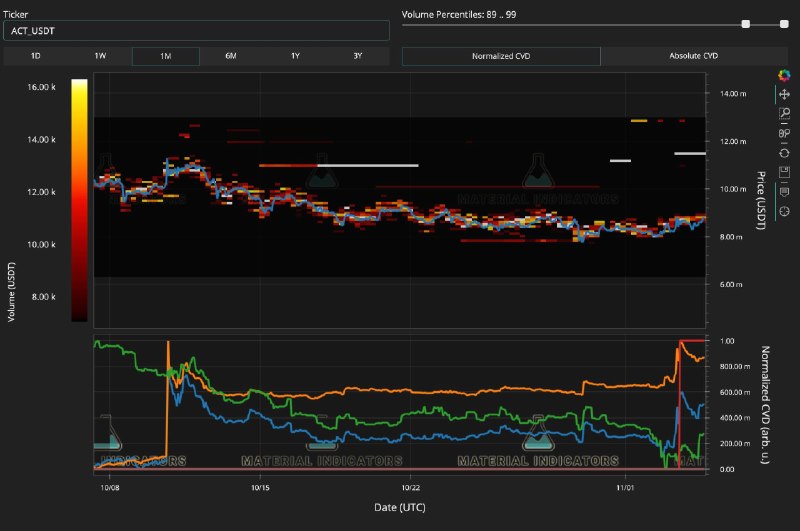 Ticker
ACT_USDT
Volume Percentiles: 89 .. 99
1D 1W 1M 6M 1Y 3Y
Normalized CVD Absolute CVD
16.00 k
14.00 k
12.00 k
10.00 k
8.00 k
Volume (USDT)
14.00 m
12.00 m
10.00 m
8.00 m
6.00 m
Price (USDT)
MATERIAL INDICATORS
1.00
800.00 m
600.00 m
400.00 m
200.00 m
0.00
Normalized CVD (arb. u.)
INDICATORS
MATERIAL INDICATORS
MATERIAL INDICATORS
MAT
10/08
10/15
10/22
11/01
Date (UTC)